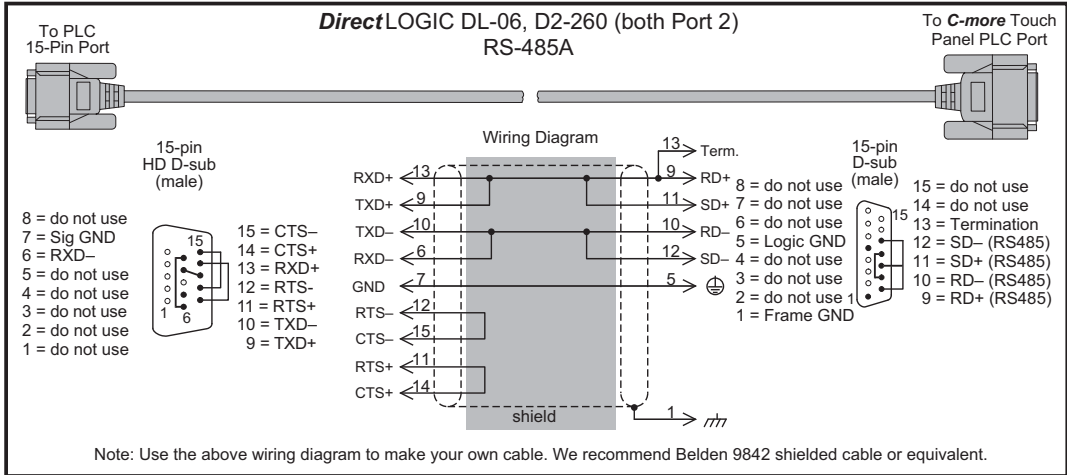 DirectLOGIC DL-06, D2-260 (both Port 2)
RS-485A
To PLC
15-Pin Port
To C-more Touch
Panel PLC Port
Wiring Diagram
15-pin
HD D-sub
(male)
8 = do not use
7 = Sig GND
6 = RXD–
5 = do not use
4 = do not use
3 = do not use
2 = do not use
1 = do not use
15
1
6
15 = CTS–
14 = CTS+
13 = RXD+
12 = RTS-
11 = RTS+
10 = TXD–
9 = TXD+
RXD+ 13
TXD+ 9
TXD– 10
RXD– 6
GND 7
RTS– 12
CTS– 15
RTS+ 11
CTS+ 14
shield
13 Term.
9 RD+
11 SD+
10 RD–
12 SD–
5
1
8 = do not use
7 = do not use
6 = do not use
5 = Logic GND
4 = do not use
3 = do not use
2 = do not use
1 = Frame GND
15-pin
D-sub
(male)
15
1
15 = do not use
14 = do not use
13 = Termination
12 = SD– (RS485)
11 = SD+ (RS485)
10 = RD– (RS485)
9 = RD+ (RS485)
Note: Use the above wiring diagram to make your own cable. We recommend Belden 9842 shielded cable or equivalent.